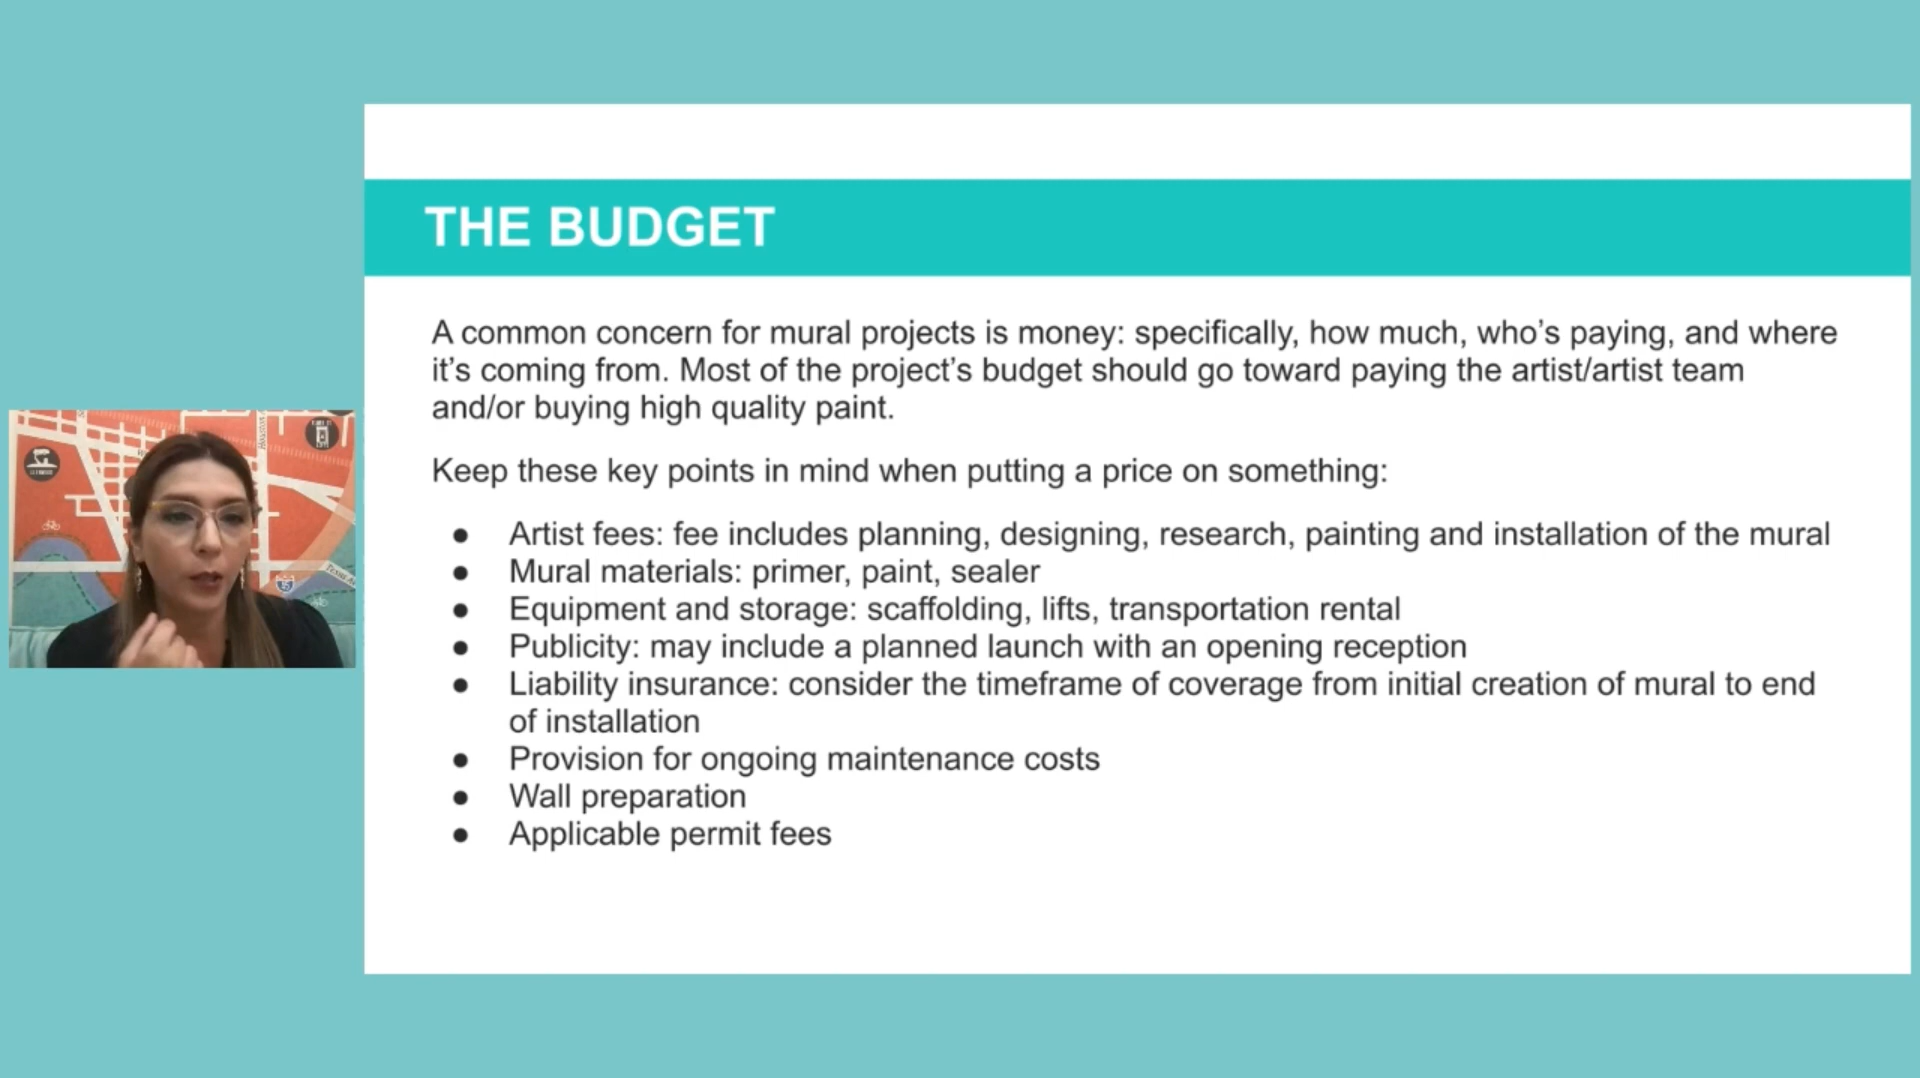 THE BUDGET
A common concern for mural projects is money: specifically, how much, who's paying, and where
it's coming from. Most of the project's budget should go toward paying the artist/artist team
and/or buying high quality paint.
Keep these key points in mind when putting a price on something:
● Artist fees: fee includes planning, designing, research, painting and installation of the mural
● Mural materials: primer, paint, sealer
● Equipment and storage: scaffolding, lifts, transportation rental
● Publicity: may include a planned launch with an opening reception
● Liability insurance: consider the timeframe of coverage from initial creation of mural to end
of installation
● Provision for ongoing maintenance costs
● Wall preparation
● Applicable permit fees
Houston